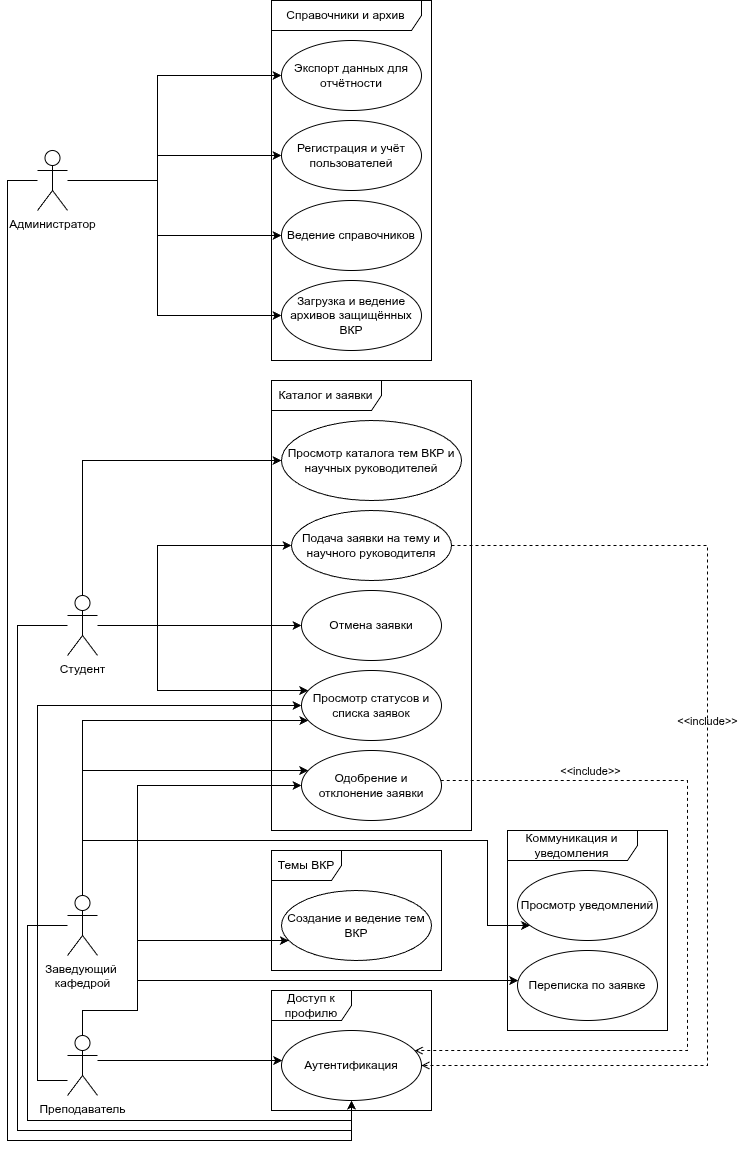 Справочники и архив
Экспорт данных для
отчётности
Регистрация и учёт
пользователей
Администратор
Ведение справочников
Загрузка и ведение
архивов защищённых
ВКР
Каталог и заявки
Просмотр каталога тем ВКР и
научных руководителей
Подача заявки на тему и
научного руководителя
Отмена заявки
Студент
Просмотр статусов и
списка заявок
<<include>>
Одобрение и
отклонение заявки
<<include>>
Коммуникация и
уведомления
Темы ВКР
Просмотр уведомлений
Создание и ведение тем
ВКР
Заведующий
кафедрой
Переписка по заявке
Доступ к
профилю
Аутентификация
Преподаватель